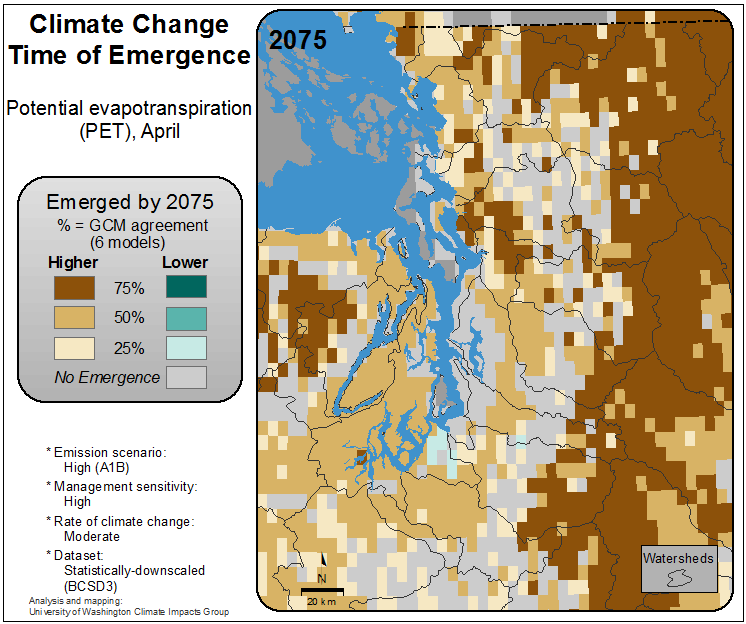 Climate Change
Time of Emergence
Potential evapotranspiration
(PET), April
Emerged by 2075
% = GCM agreement
(6 models)
Higher Lower
75%
50%
25%
No Emergence
* Emission scenario:
High (A1B)
* Management sensitivity:
High
* Rate of climate change:
Moderate
* Dataset:
Statistically-downscaled
(BCSD3)
Analysis and mapping:
University of Washington Climate Impacts Group
2075
N
20 km
Watersheds